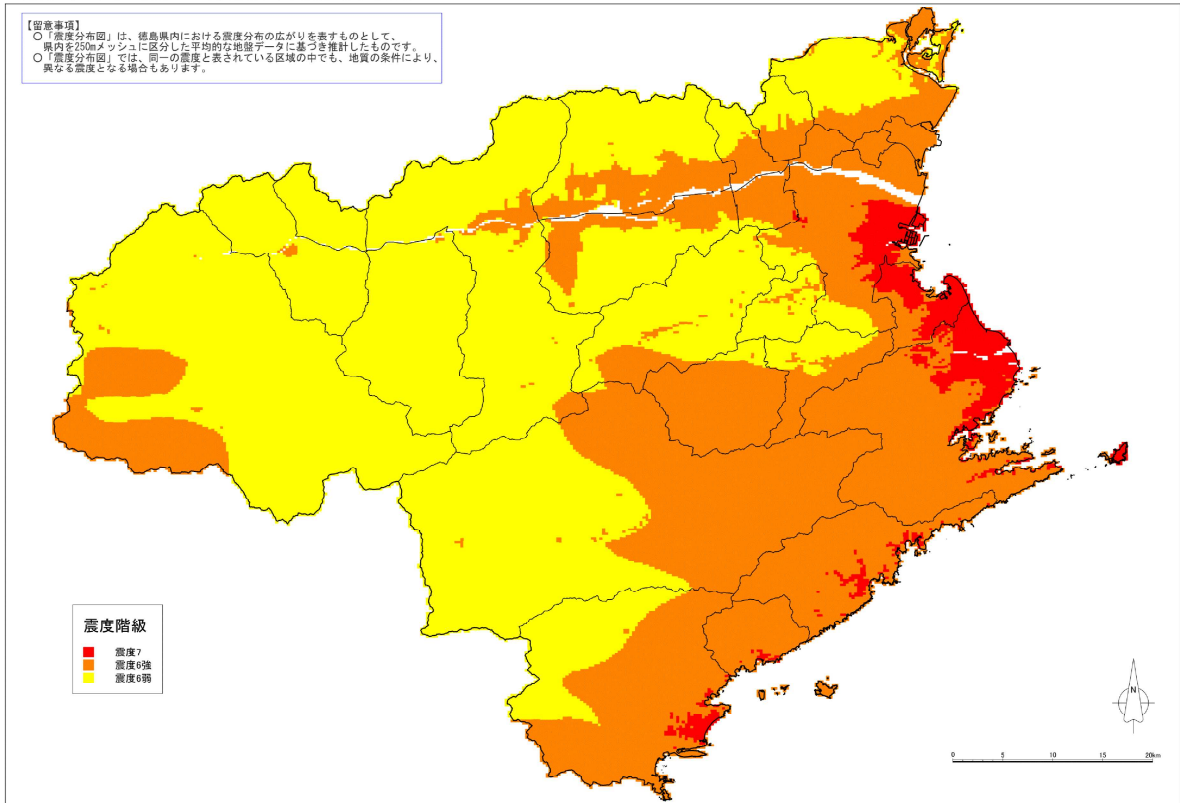 【留意事項】
○「震度分布図」は、徳島県内における震度分布の広がりを表すものとして、
県内を250mメッシュに区分した平均的な地盤データに基づき推計したものです。
○「震度分布図」では、同一の震度と表されている区域の中でも、地質の条件により、
異なる震度となる場合もあります。
震度階級
震度7
震度6強
震度6弱
N
0 5 10 15 20km